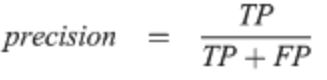 precision = TP / TP + FP